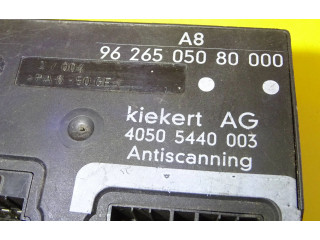 A8
96 265 050 80 000
kiekert AG
4050 5440 003
Antiscanning